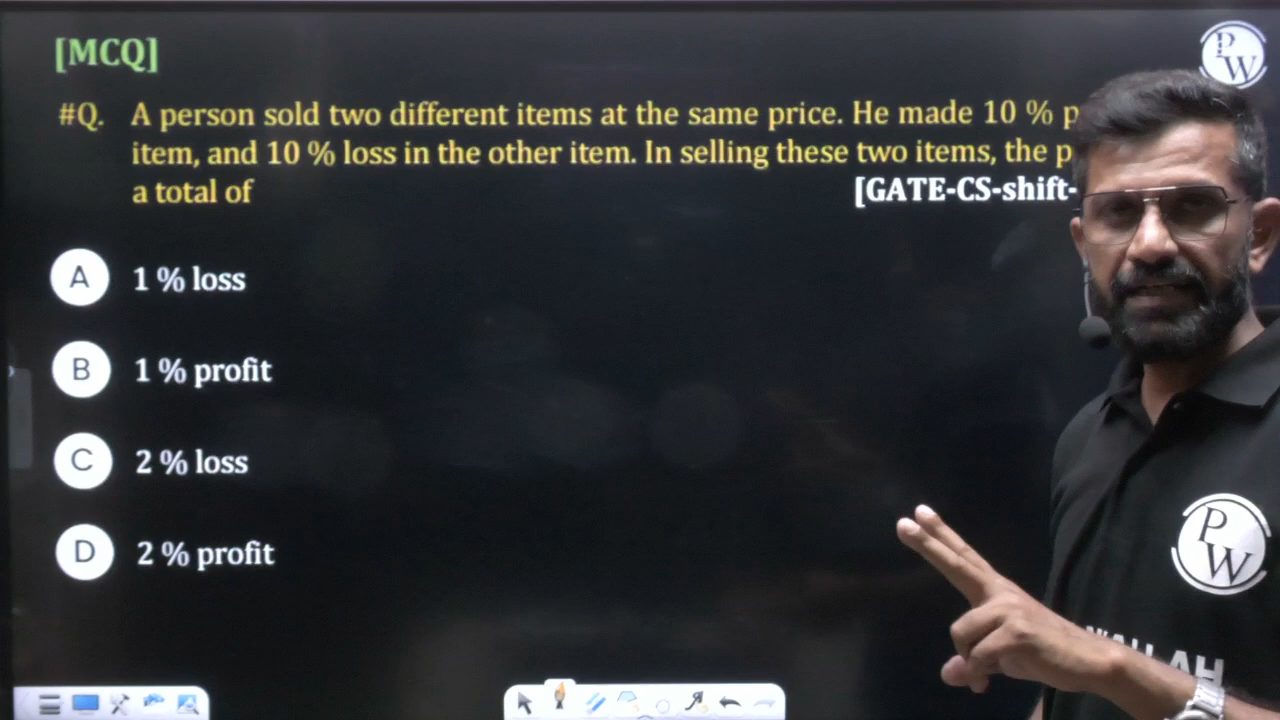 [MCQ]
PW
#Q. A person sold two different items at the same price. He made 10 %
item, and 10 % loss in the other item. In selling these two items, the
a total of
[GATE-CS-shift-
A 1 % loss
B 1 % profit
C 2 % loss
D 2 % profit
PW